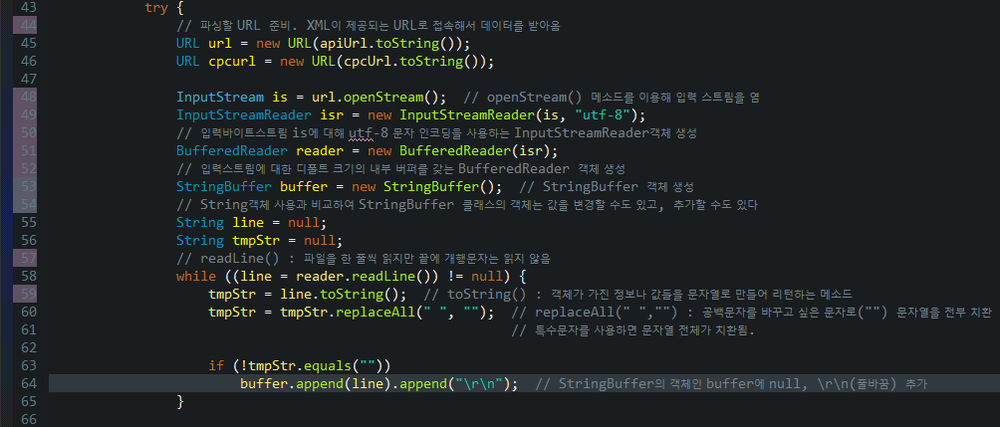 43 try {
44 // 파싱할 URL 준비. XML이 제공되는 URL로 접속해서 데이터를 받아옴
45 URL url = new URL(apiUrl.toString());
46 URL cpcurl = new URL(cpcUrl.toString());
47
48 InputStream is = url.openStream(); // openStream() 메소드를 이용해 입력 스트림을 염
49 InputStreamReader isr = new InputStreamReader(is, "utf-8");
50 // 입력바이트스트림 is에 대해 utf-8 문자 인코딩을 사용하는 InputStreamReader객체 생성
51 BufferedReader reader = new BufferedReader(isr);
52 // 입력스트림에 대한 디폴트 크기의 내부 버퍼를 갖는 BufferedReader 객체 생성
53 StringBuffer buffer = new StringBuffer(); // StringBuffer 객체 생성
54 // String객체 사용과 비교하여 StringBuffer 클래스의 객체는 값을 변경할 수도 있고, 추가할 수도 있다
55 String line = null;
56 String tmpStr = null;
57 // readLine() : 파일을 한 줄씩 읽지만 끝에 개행문자는 읽지 않음
58 while ((line = reader.readLine()) != null) {
59 tmpStr = line.toString(); // toString() : 객체가 가진 정보나 값들을 문자열로 만들어 리턴하는 메소드
60 tmpStr = tmpStr.replaceAll(" ", ""); // replaceAll(" ","") : 공백문자를 바꾸고 싶은 문자로("") 문자열을 전부 치환
61 // 특수문자를 사용하면 문자열 전체가 치환됨.
62
63 if (!tmpStr.equals(""))
64 buffer.append(line).append("\r\n"); // StringBuffer의 객체인 buffer에 null, \r\n(줄바꿈) 추가
65 }
66